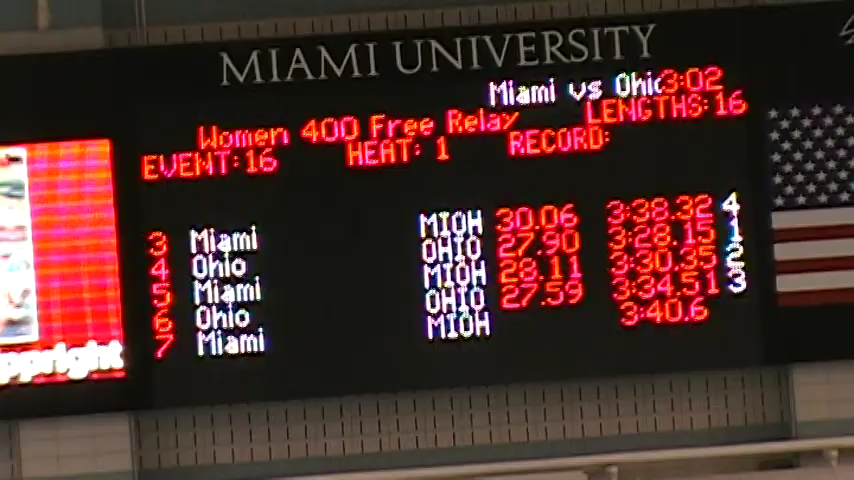 MIAMI UNIVERSITY
Miami vs Ohio 3:02
Women 400 Free Relay LENGTHS: 16
EVENT: 16 HEAT: 1 RECORD:
3 Miami MIOH 30.06 3:38.32 4
4 Ohio OHIO 27.90 3:28.15 1
5 Miami MIOH 28.11 3:30.35 2
6 Ohio OHIO 27.59 3:34.51 3
7 Miami MIOH 3:40.6